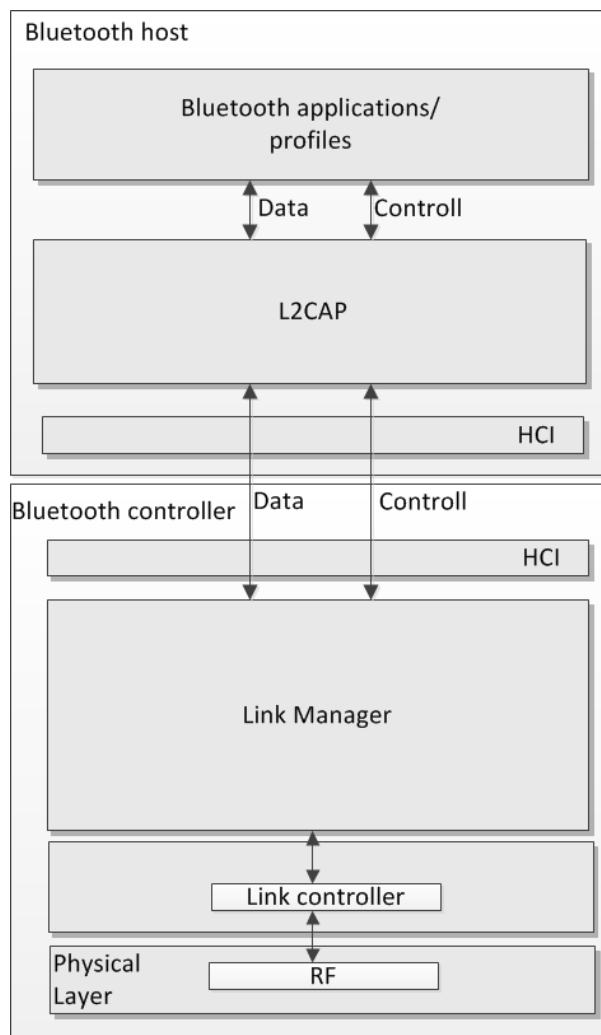 Bluetooth host
Bluetooth applications/
profiles
Data
Controll
L2CAP
HCI
Data
Controll
Bluetooth controller
HCI
Link Manager
Link controller
Physical
Layer
RF